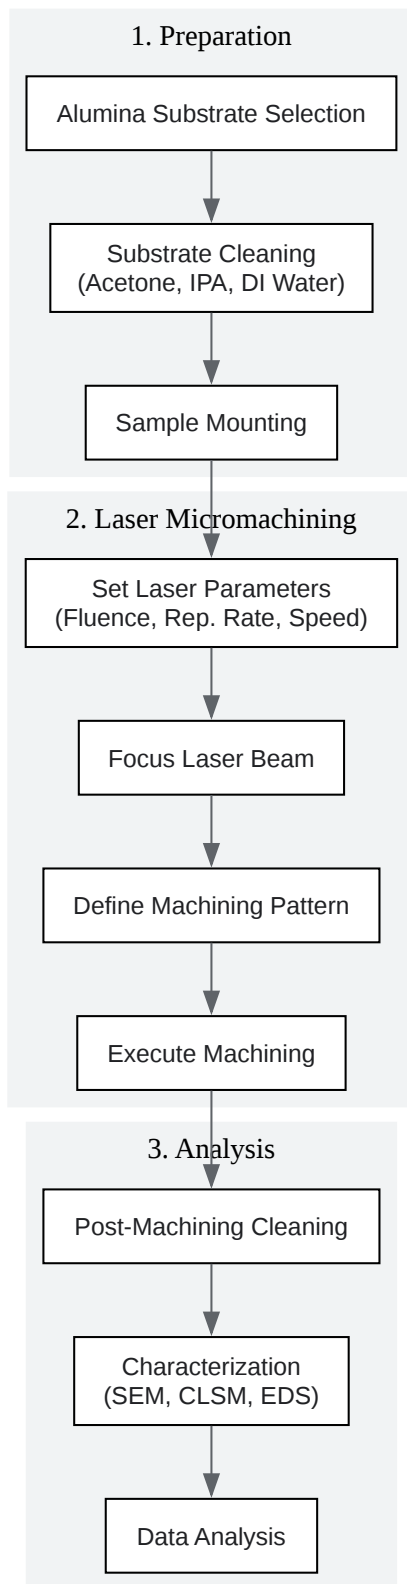 1. Preparation
Alumina Substrate Selection
Substrate Cleaning
(Acetone, IPA, DI Water)
Sample Mounting
2. Laser Micromachining
Set Laser Parameters
(Fluence, Rep. Rate, Speed)
Focus Laser Beam
Define Machining Pattern
Execute Machining
3. Analysis
Post-Machining Cleaning
Characterization
(SEM, CLSM, EDS)
Data Analysis